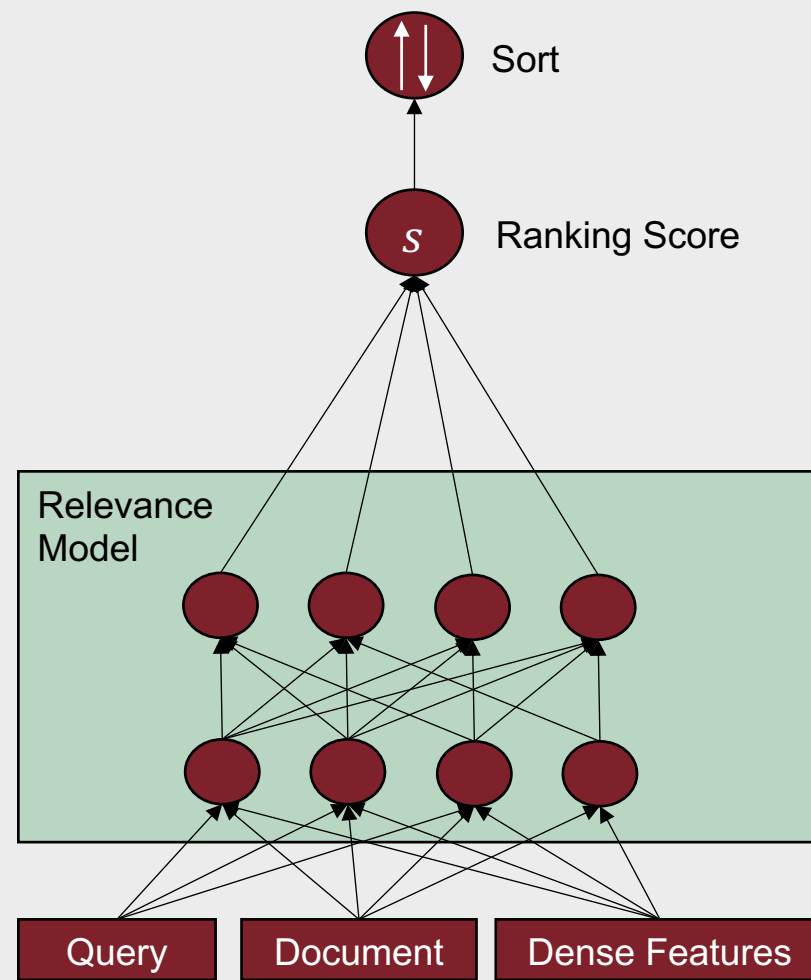 Sort
s
Ranking Score
Relevance
Model
Query
Document
Dense Features